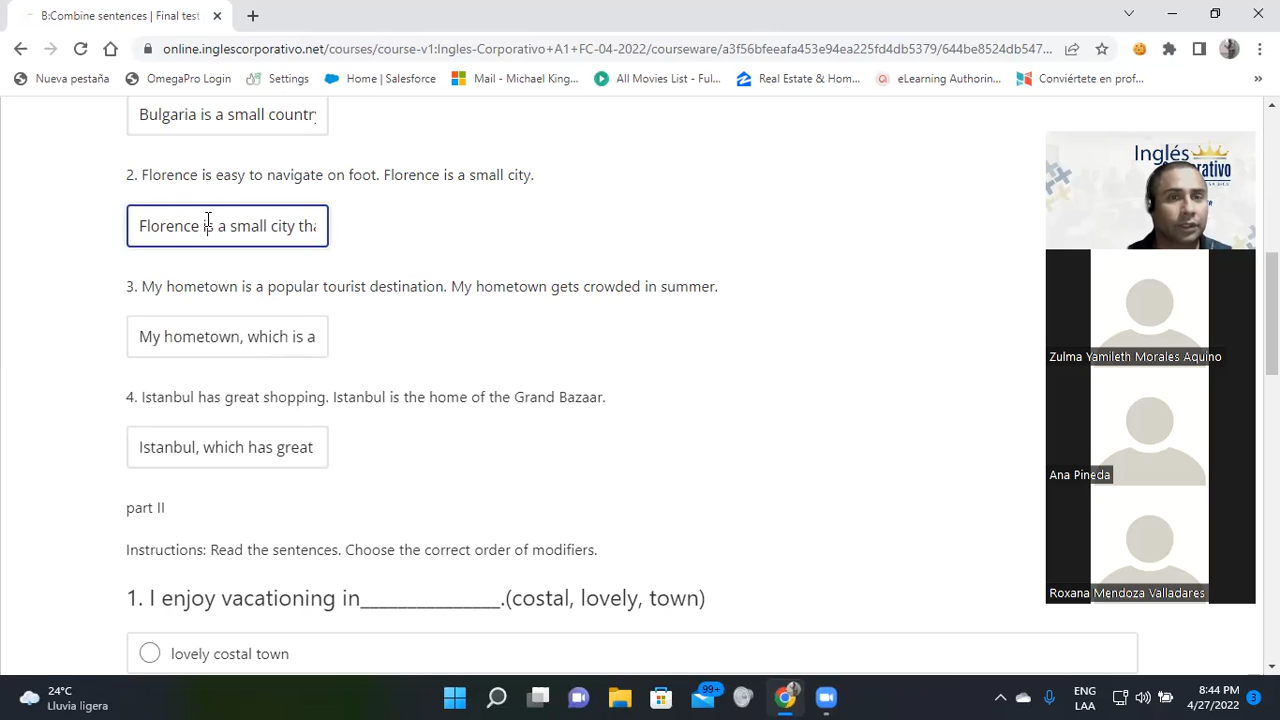 B:Combine sentences | Final test
online.inglescorporativo.net/courses/course-v1:Ingles-Corporativo+A1+FC-04-2022/courseware/a3f56bfeeafa453e94ea225fd4db5379/644be8524db547...
Nueva pestaña
OmegaPro Login
Settings
Home | Salesforce
Mail - Michael King...
All Movies List - Ful...
Real Estate & Hom...
eLearning Authorin...
Conviértete en prof...
»
Bulgaria is a small country
2. Florence is easy to navigate on foot. Florence is a small city.
Florence is a small city tha
3. My hometown is a popular tourist destination. My hometown gets crowded in summer.
My hometown, which is a
4. Istanbul has great shopping. Istanbul is the home of the Grand Bazaar.
Istanbul, which has great
part II
Instructions: Read the sentences. Choose the correct order of modifiers.
1. I enjoy vacationing in______________.(costal, lovely, town)
lovely costal town
Inglés
Zulma Yamileth Morales Aquino
Ana Pineda
Roxana Mendoza Valladares
24°C
Lluvia ligera
99+
ENG
LAA
8:44 PM
4/27/2022
3